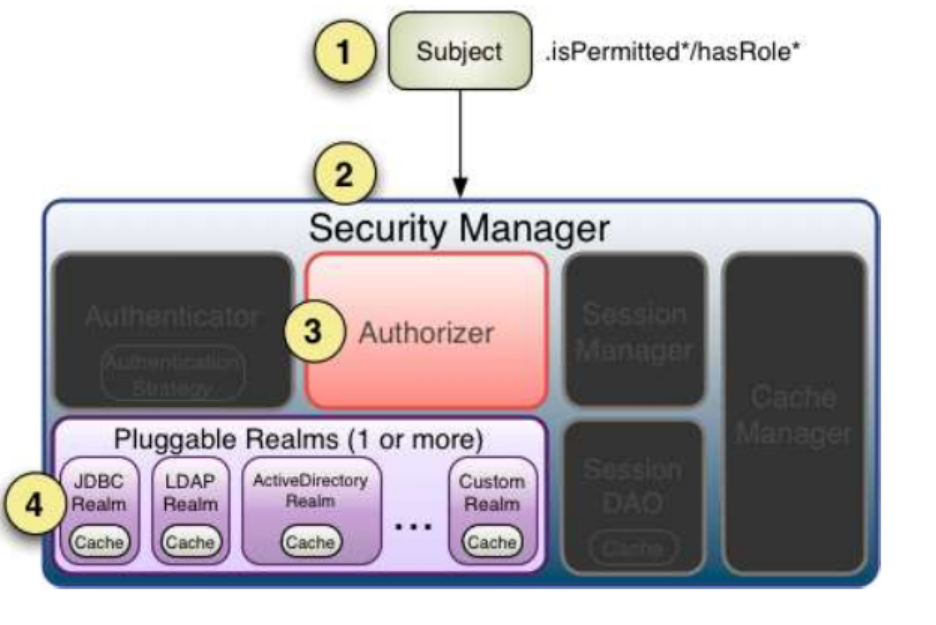 1
Subject
.isPermitted*/hasRole*
2
Security Manager
Authenticator
Authentication
Strategy
3
Authorizer
Session
Manager
Cache
Manager
Pluggable Realms (1 or more)
4
JDBC
Realm
Cache
LDAP
Realm
Cache
ActiveDirectory
Realm
Cache
...
Custom
Realm
Cache
Session
DAO
Cache